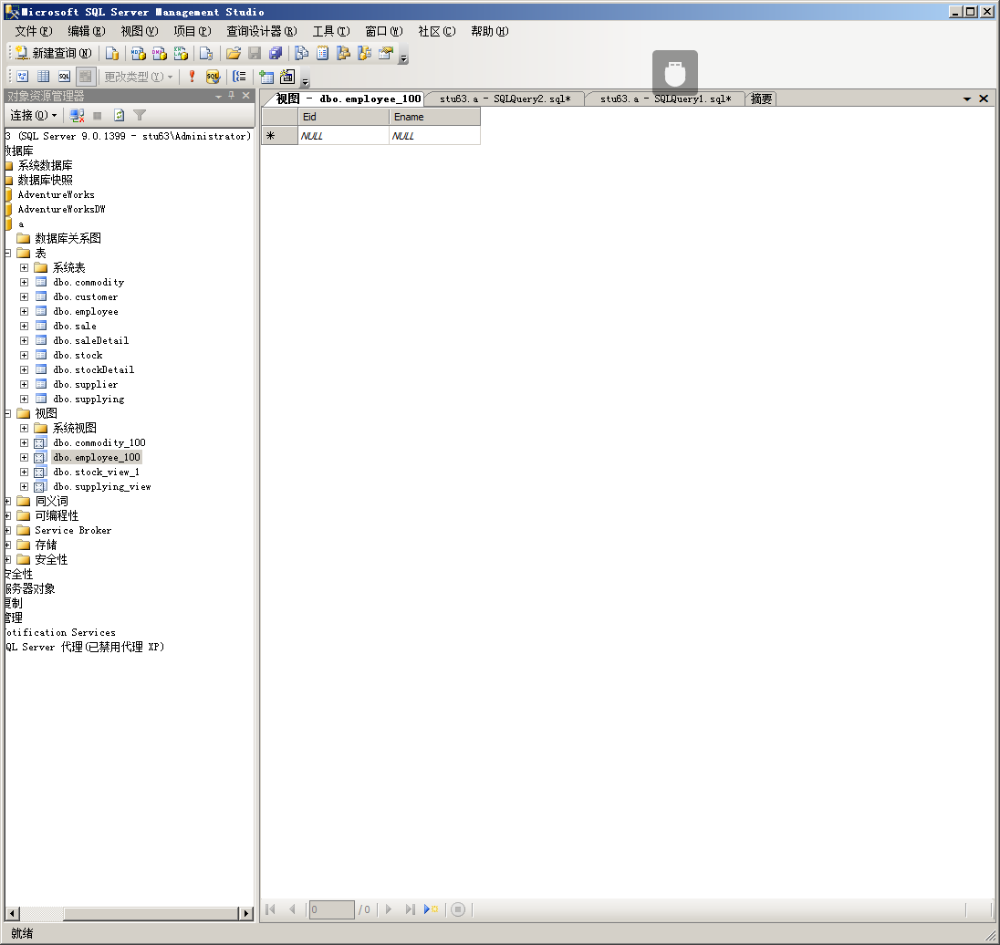 Microsoft SQL Server Management Studio
文件(F) 编辑(E) 视图(V) 项目(P) 查询设计器(R) 工具(T) 窗口(W) 社区(C) 帮助(H)
新建查询(N)
更改类型(Y)
对象资源管理器
连接(O)
3 (SQL Server 9.0.1399 - stu63\Administrator)
数据库
系统数据库
数据库快照
AdventureWorks
AdventureWorksDW
a
数据库关系图
表
系统表
dbo.commodity
dbo.customer
dbo.employee
dbo.sale
dbo.saleDetail
dbo.stock
dbo.stockDetail
dbo.supplier
dbo.supplying
视图
系统视图
dbo.commodity_100
dbo.employee_100
dbo.stock_view_1
dbo.supplying_view
同义词
可编程性
Service Broker
存储
安全性
安全性
服务器对象
复制
管理
otification Services
QL Server 代理(已禁用代理 XP)
视图 - dbo.employee_100 stu63.a - SQLQuery2.sql* stu63.a - SQLQuery1.sql* 摘要
Eid Ename
NULL NULL
0 / 0
就绪